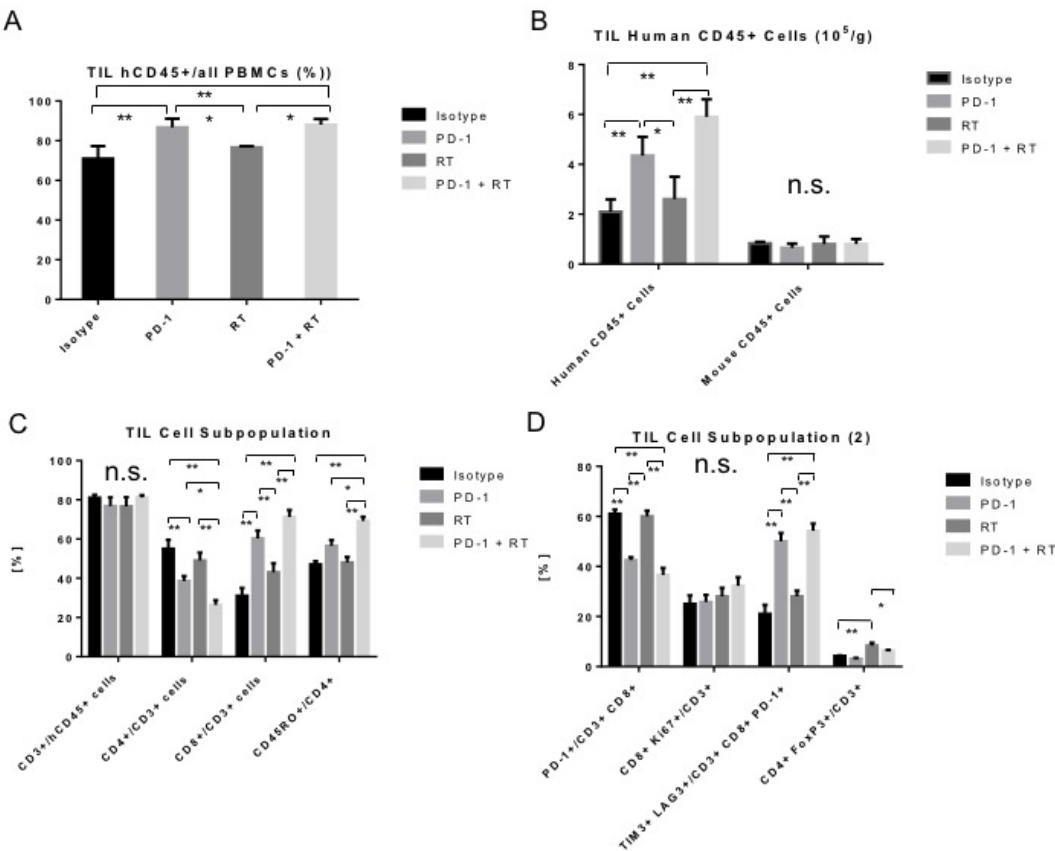 A
TIL hCD45+/all PBMCs (%))
**
** * *
100
80
60
40
20
0
Isotype
PD-1
RT
PD-1 + RT
Isotype
PD-1
RT
PD-1 + RT
B
TIL Human CD45+ Cells (10⁵/g)
**
**
** *
n.s.
8
6
4
2
0
Human CD45+ Cells
Mouse CD45+ Cells
Isotype
PD-1
RT
PD-1 + RT
C
TIL Cell Subpopulation
n.s.
** ** **
* ** *
** ** ** ** **
[%]
100
80
60
40
20
0
CD3+/hCD45+ cells
CD4+/CD3+ cells
CD8+/CD3+ cells
CD45RO+/CD4+
Isotype
PD-1
RT
PD-1 + RT
D
TIL Cell Subpopulation (2)
n.s.
** **
** **
** ** ** **
** *
[%]
80
60
40
20
0
PD-1+/CD3+ CD8+
CD8+ Ki67+/CD3+
TIM3+ LAG3+/CD3+ CD8+ PD-1+
CD4+ FoxP3+/CD3+
Isotype
PD-1
RT
PD-1 + RT